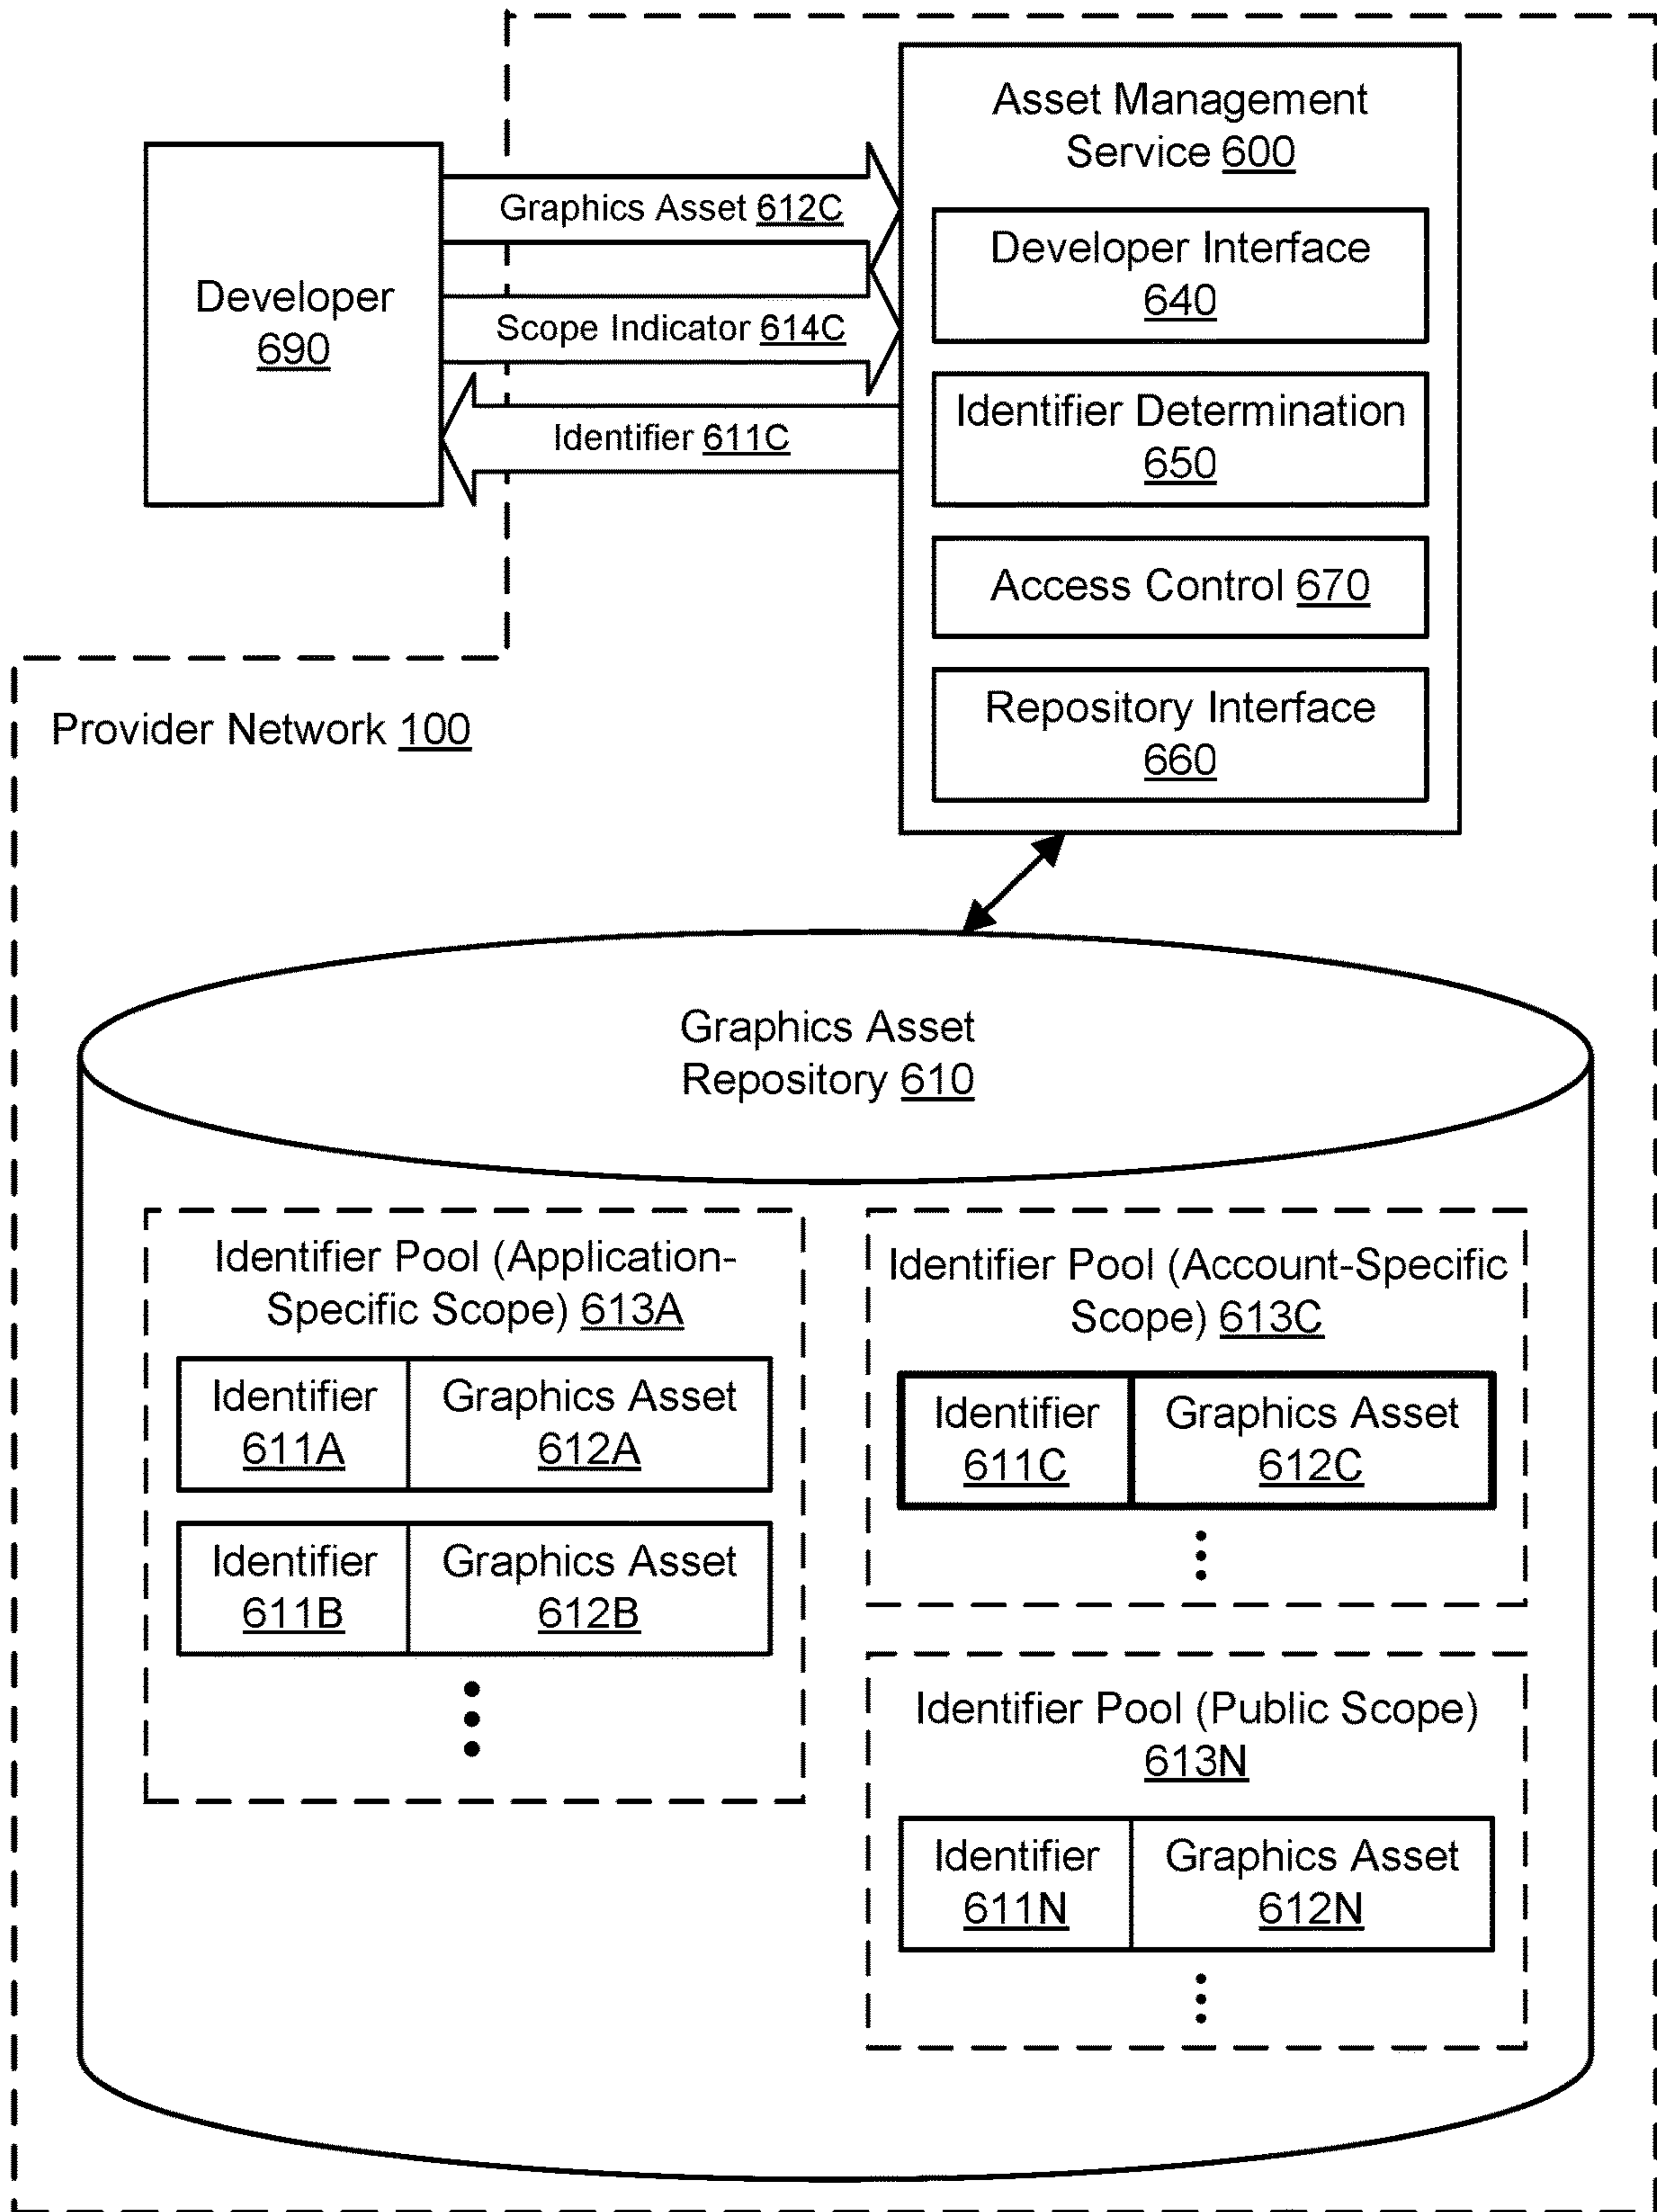 Asset Management
Service 600
Graphics Asset 612C
Developer Interface
640
Developer
690
Scope Indicator 614C
Identifier Determination
650
Identifier 611C
Access Control 670
Repository Interface
660
Provider Network 100
Graphics Asset
Repository 610
Identifier Pool (Application-
Specific Scope) 613A
Identifier
611A
Graphics Asset
612A
Identifier
611B
Graphics Asset
612B
Identifier Pool (Account-Specific
Scope) 613C
Identifier
611C
Graphics Asset
612C
Identifier Pool (Public Scope)
613N
Identifier
611N
Graphics Asset
612N